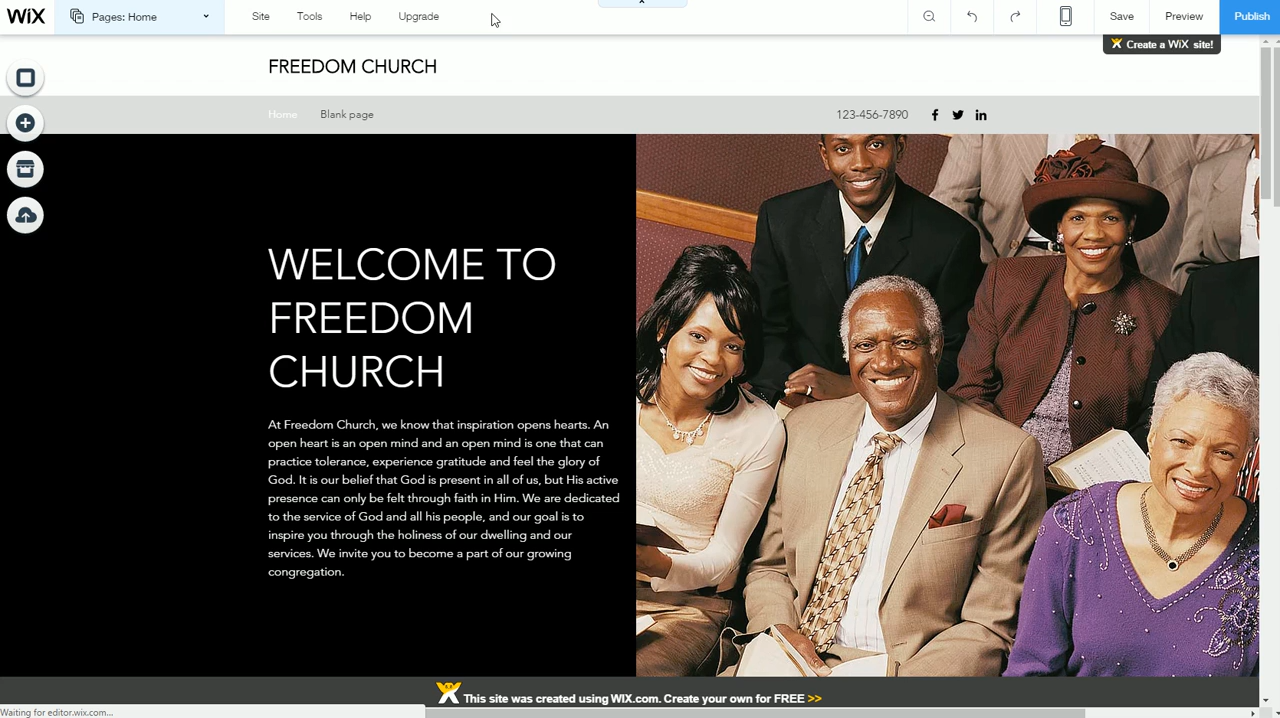 WiX
Pages: Home
Site
Tools
Help
Upgrade
Save
Preview
Publish
Create a WiX site!
FREEDOM CHURCH
Home
Blank page
123-456-7890
WELCOME TO
FREEDOM
CHURCH
At Freedom Church, we know that inspiration opens hearts. An
open heart is an open mind and an open mind is one that can
practice tolerance, experience gratitude and feel the glory of
God. It is our belief that God is present in all of us, but His active
presence can only be felt through faith in Him. We are dedicated
to the service of God and all his people, and our goal is to
inspire you through the holiness of our dwelling and our
services. We invite you to become a part of our growing
congregation.
This site was created using WIX.com. Create your own for FREE >>
Waiting for editor.wix.com...